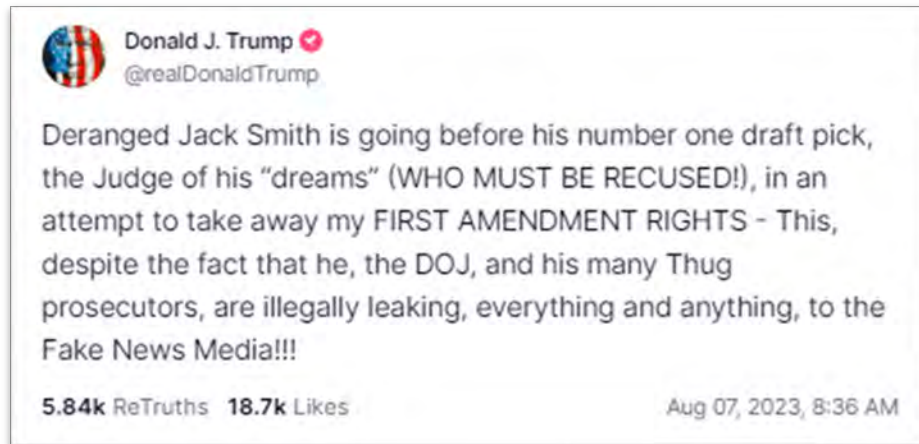 Donald J. Trump
@realDonaldTrump
Deranged Jack Smith is going before his number one draft pick,
the Judge of his “dreams” (WHO MUST BE RECUSED!), in an
attempt to take away my FIRST AMENDMENT RIGHTS - This,
despite the fact that he, the DOJ, and his many Thug
prosecutors, are illegally leaking, everything and anything, to the
Fake News Media!!!
5.84k ReTruths 18.7k Likes Aug 07, 2023, 8:36 AM